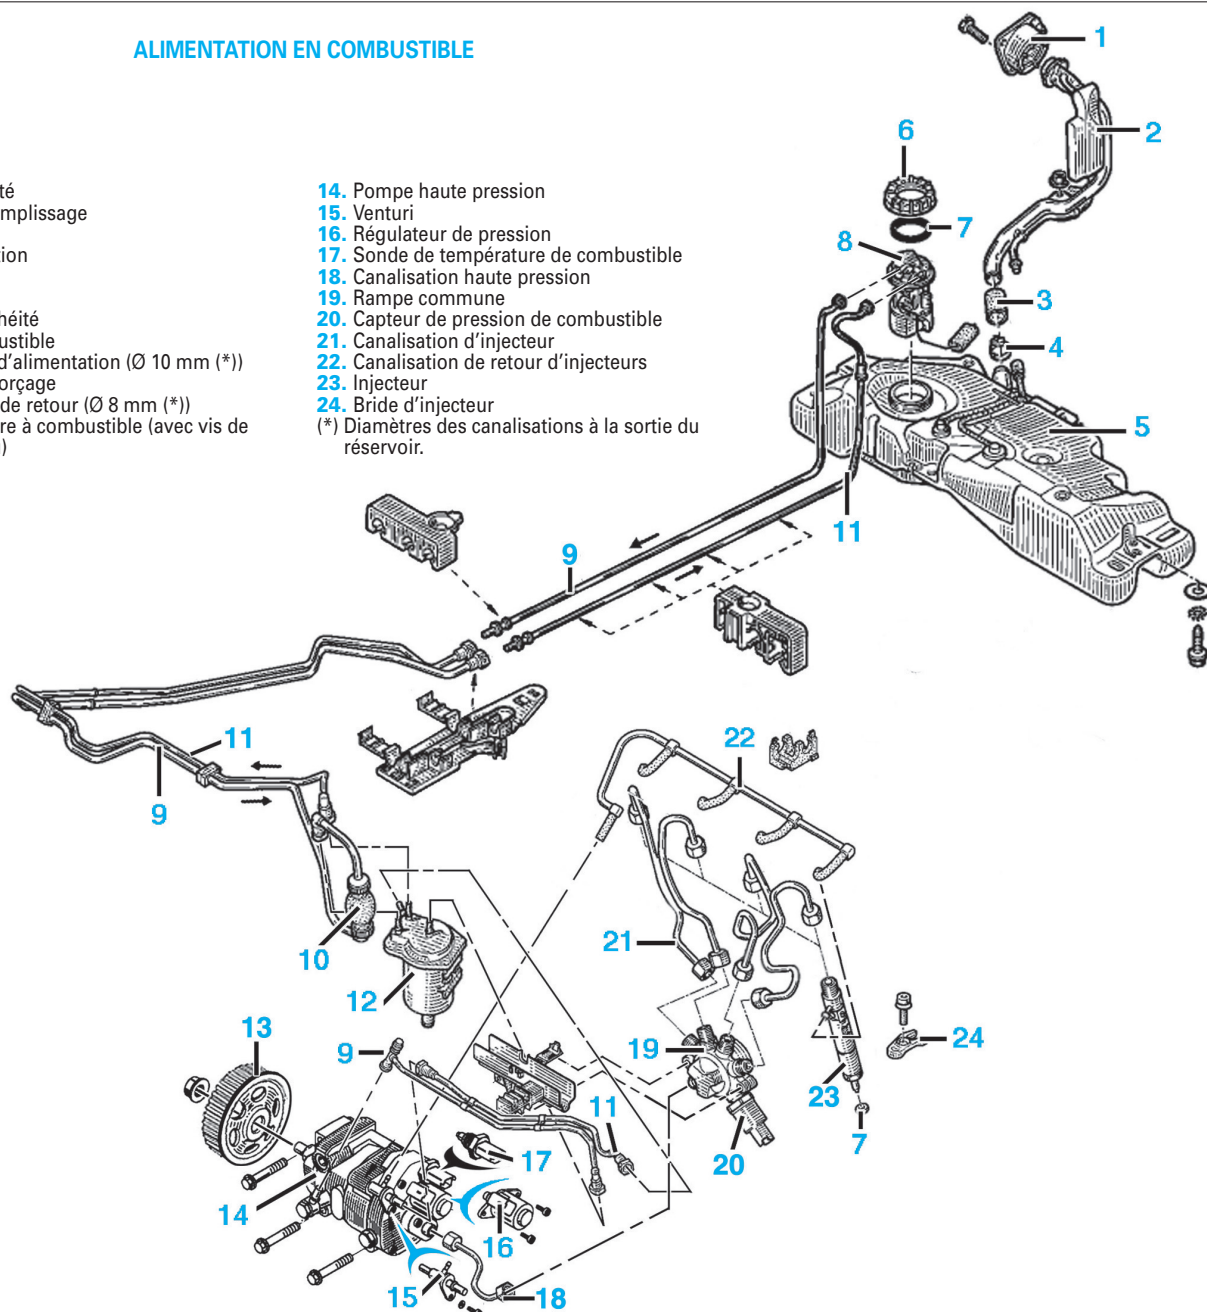 ALIMENTATION EN COMBUSTIBLE
té
mplissage
tion
héité
ustible
d'alimentation (Ø 10 mm (*))
orçage
de retour (Ø 8 mm (*))
re à combustible (avec vis de
)
14. Pompe haute pression
15. Venturi
16. Régulateur de pression
17. Sonde de température de combustible
18. Canalisation haute pression
19. Rampe commune
20. Capteur de pression de combustible
21. Canalisation d'injecteur
22. Canalisation de retour d'injecteurs
23. Injecteur
24. Bride d'injecteur
(*) Diamètres des canalisations à la sortie du
réservoir.
1
2
6
7
8
3
4
5
11
9
11
9
22
10
21
12
13
9
19
24
23
11
7
17
20
14
16
15
18